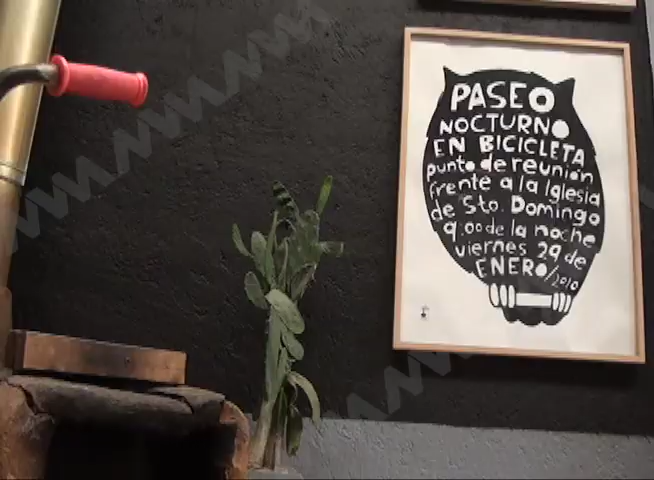 PASEO
NOCTURNO
EN BICICLETA
punto de reunión
frente a la Iglesia
de Sto. Domingo
9.00 de la noche
viernes 29 de
ENERO/2010